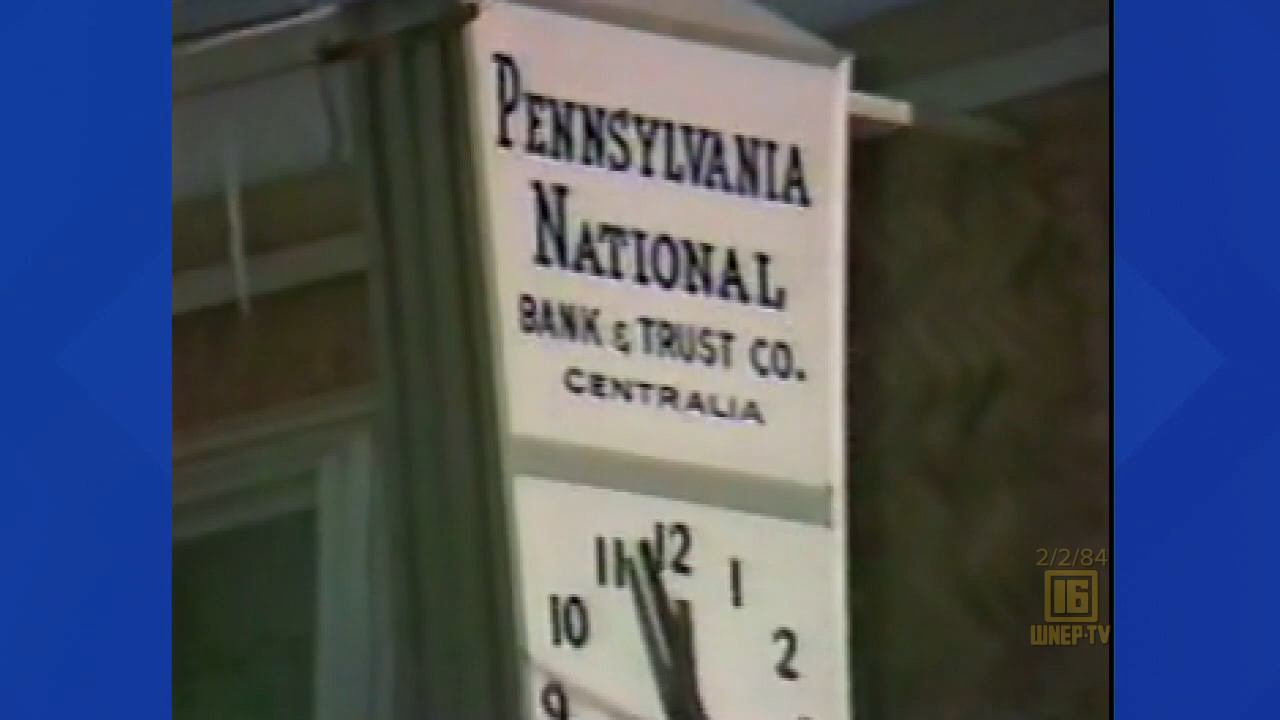 PENNSYLVANIA
NATIONAL
BANK & TRUST CO.
CENTRALIA
11 12 1
10 2
9
2/2/84
16
WNEP-TV